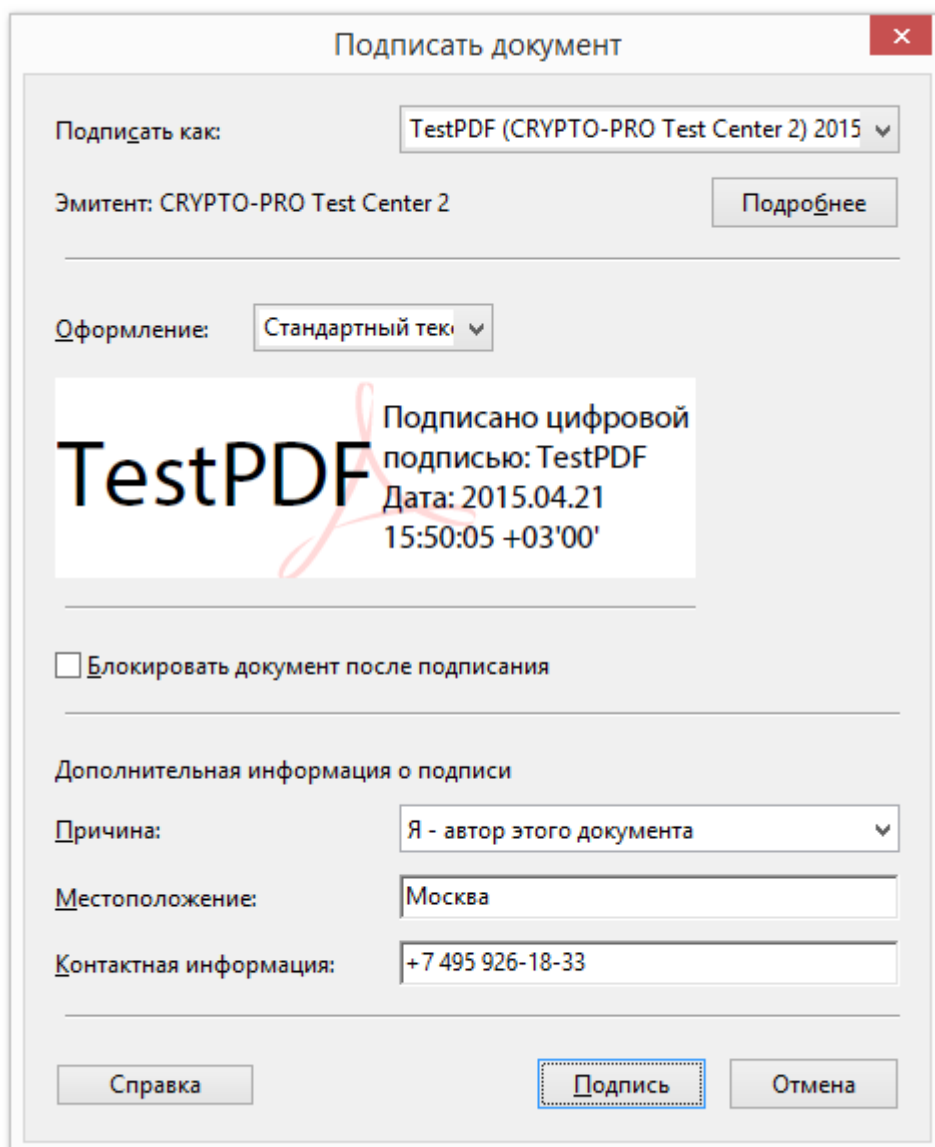 Подписать документ
Подписать как: TestPDF (CRYPTO-PRO Test Center 2) 2015
Эмитент: CRYPTO-PRO Test Center 2 Подробнее
Оформление: Стандартный тек
TestPDF
Подписано цифровой
подписью: TestPDF
Дата: 2015.04.21
15:50:05 +03'00'
Блокировать документ после подписания
Дополнительная информация о подписи
Причина: Я - автор этого документа
Местоположение: Москва
Контактная информация: +7 495 926-18-33
Справка Подпись Отмена